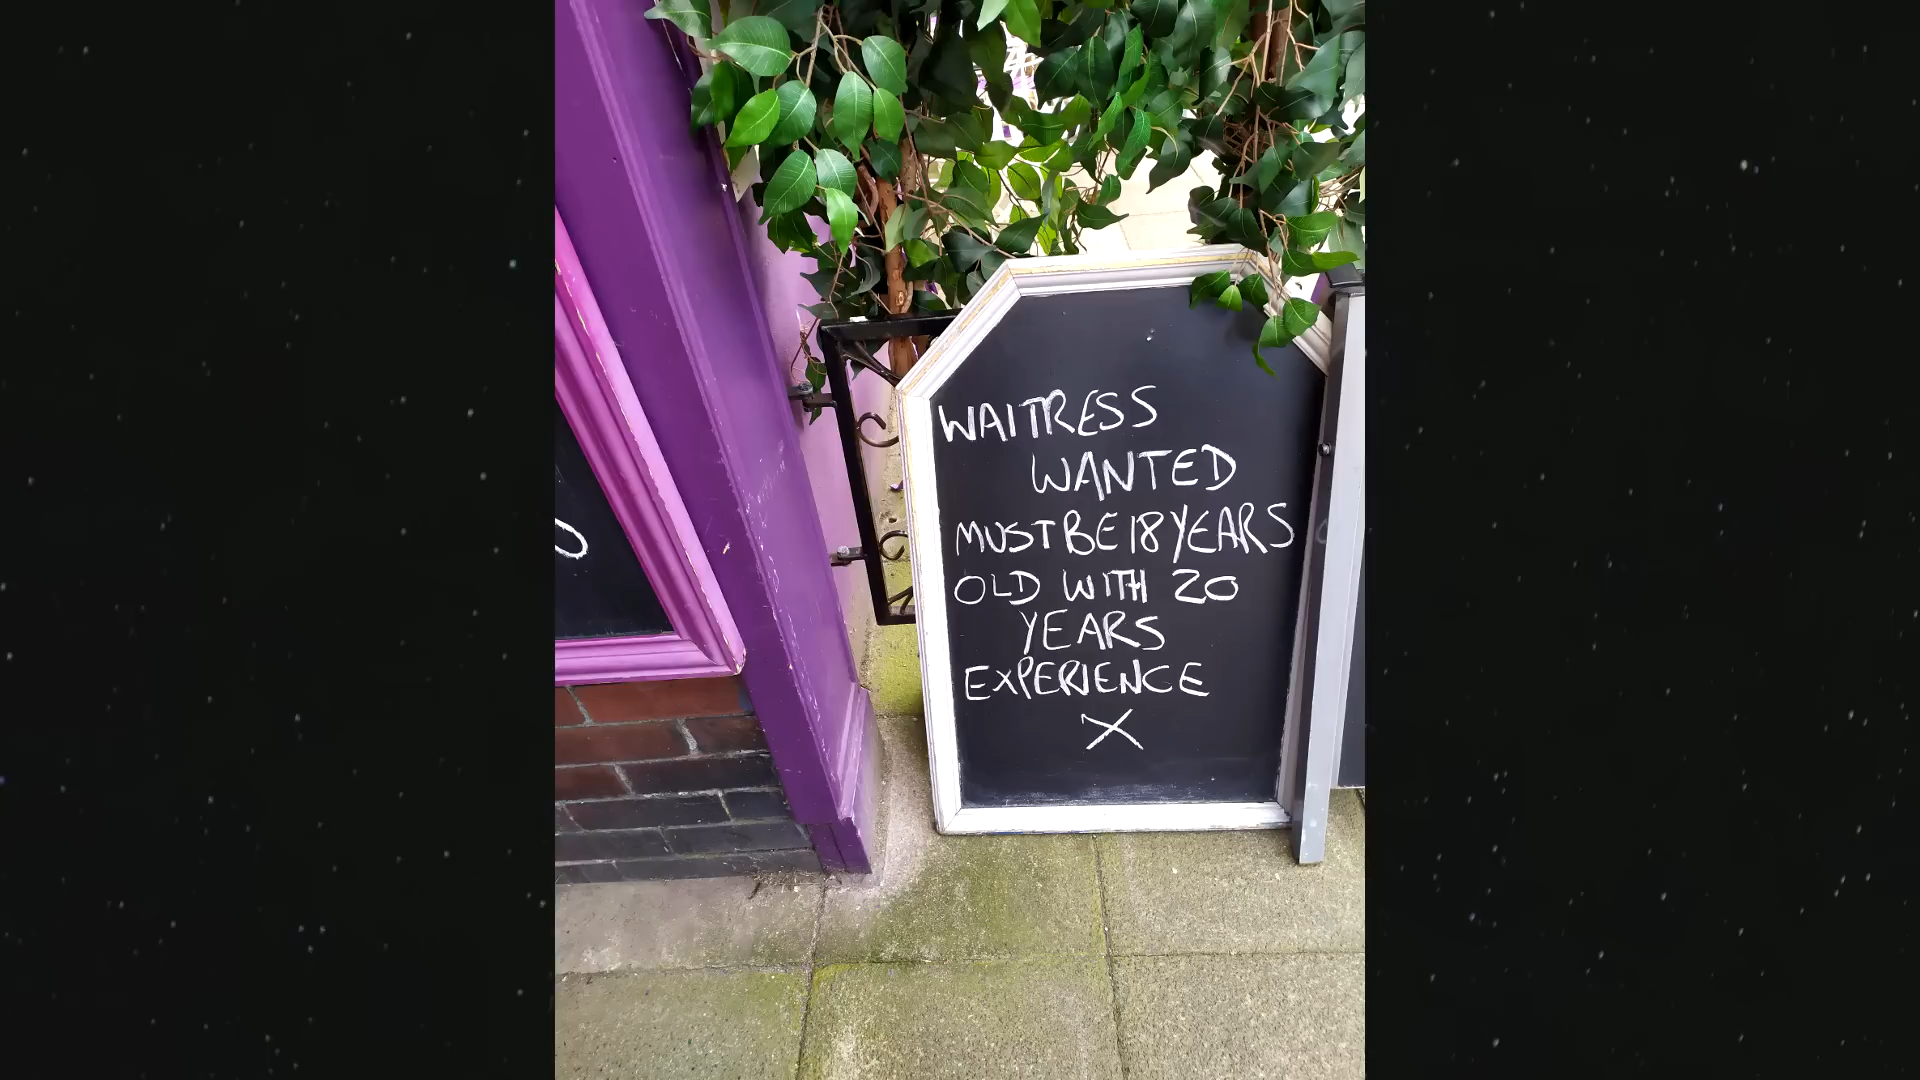 WAITRESS
WANTED
MUST BE 18 YEARS
OLD WITH 20
YEARS
EXPERIENCE
X